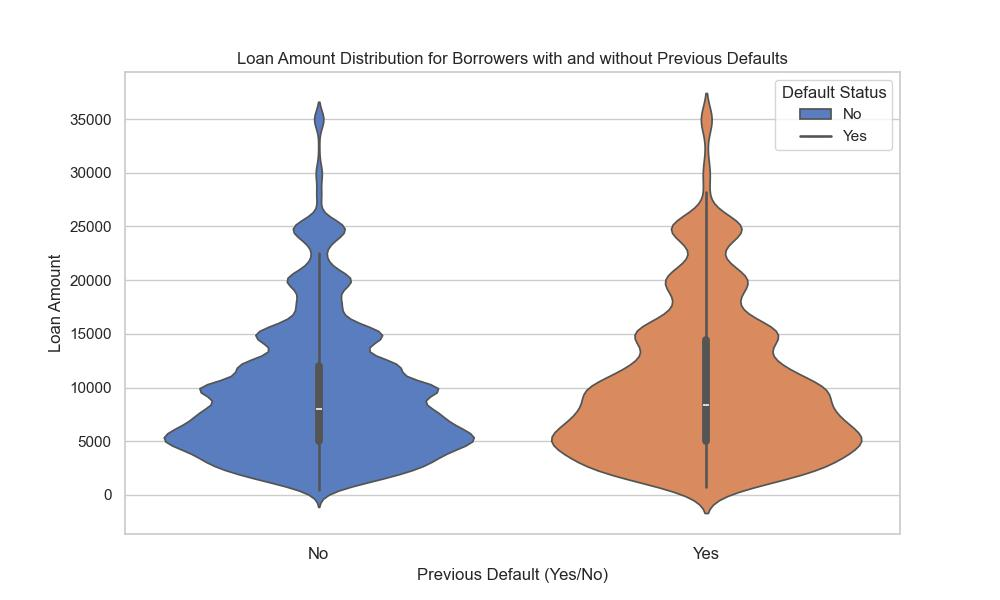 Loan Amount Distribution for Borrowers with and without Previous Defaults
Default Status
No
Yes
Loan Amount
35000
30000
25000
20000
15000
10000
5000
0
No
Yes
Previous Default (Yes/No)